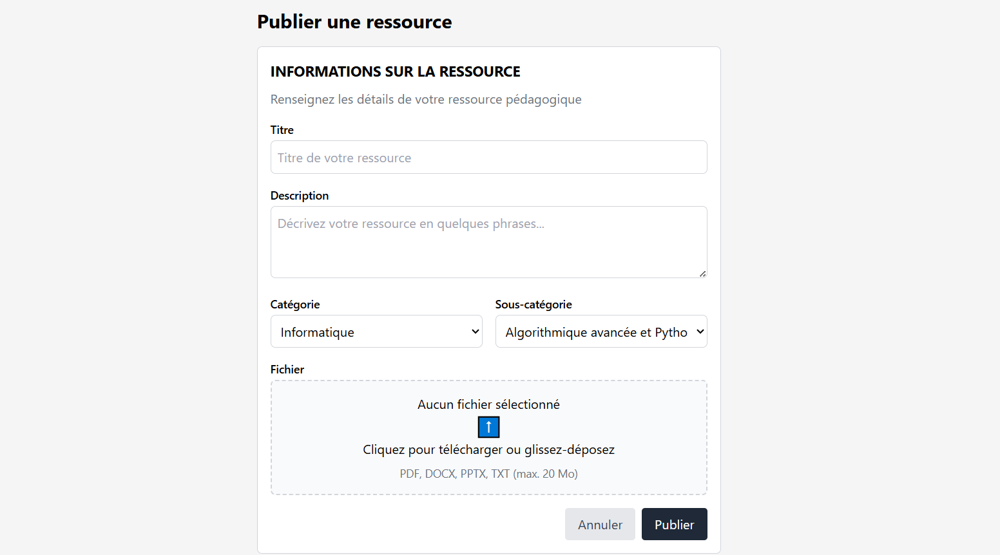 Publier une ressource
INFORMATIONS SUR LA RESSOURCE
Renseignez les détails de votre ressource pédagogique
Titre
Titre de votre ressource
Description
Décrivez votre ressource en quelques phrases...
Catégorie
Sous-catégorie
Informatique
Algorithmique avancée et Pytho
Fichier
Aucun fichier sélectionné
↑
Cliquez pour télécharger ou glissez-déposez
PDF, DOCX, PPTX, TXT (max. 20 Mo)
Annuler
Publier